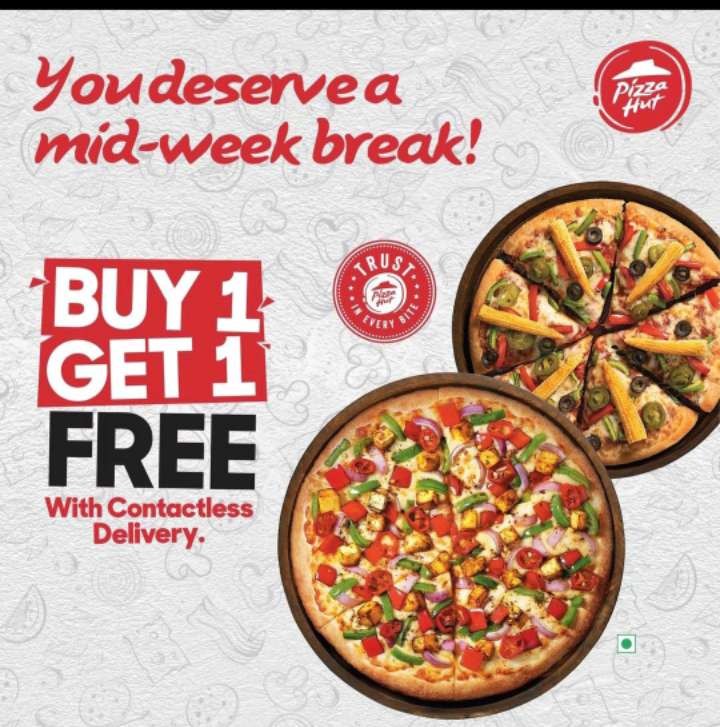 You deserve a
mid-week break!
Pizza
Hut
BUY 1
GET 1
FREE
With Contactless
Delivery.
TRUST
Pizza
Hut
IN EVERY BITE